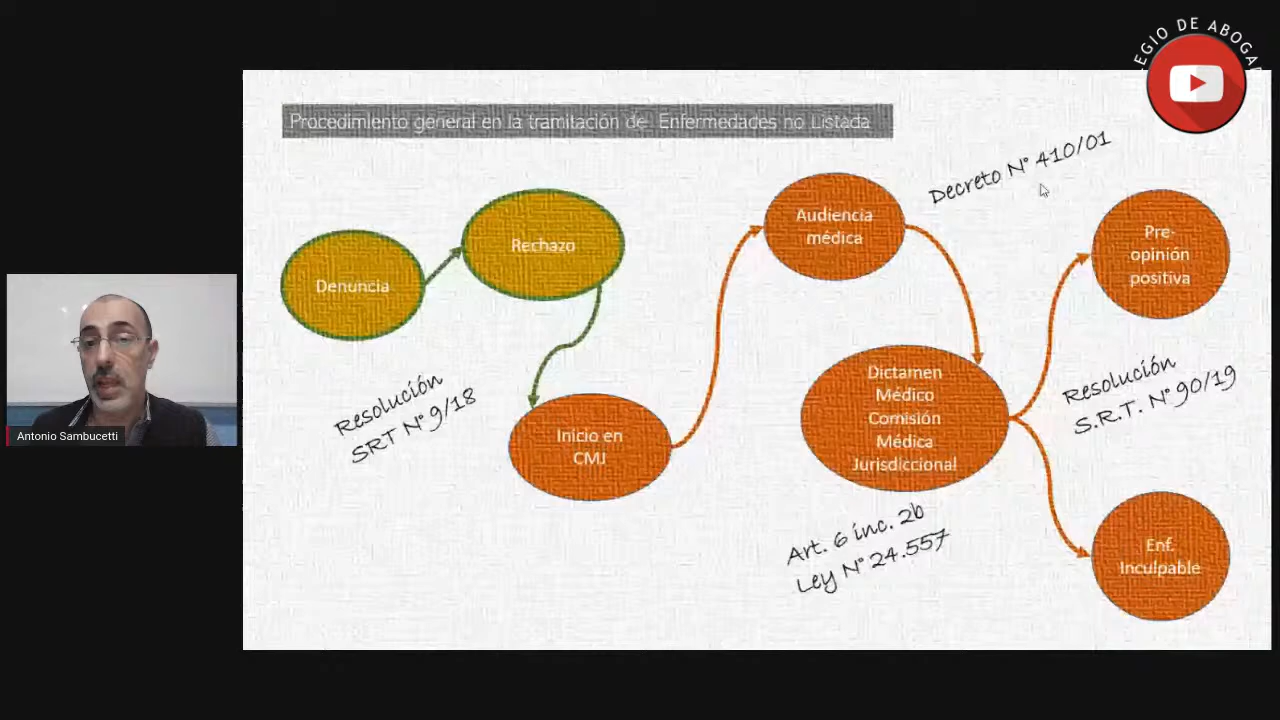 EGIO DE ABOGAD
Procedimiento general en la tramitación de Enfermedades no Listada
Denuncia
Rechazo
Resolución
SRT N° 9/18
Inicio en
CMJ
Audiencia
médica
Decreto N° 410/01
Dictamen
Médico
Comisión
Médica
Jurisdiccional
Art. 6 inc. 2b
Ley N° 24.557
Pre-
opinión
positiva
Resolución
S.R.T. N° 90/19
Enf.
Inculpable
Antonio Sambucetti